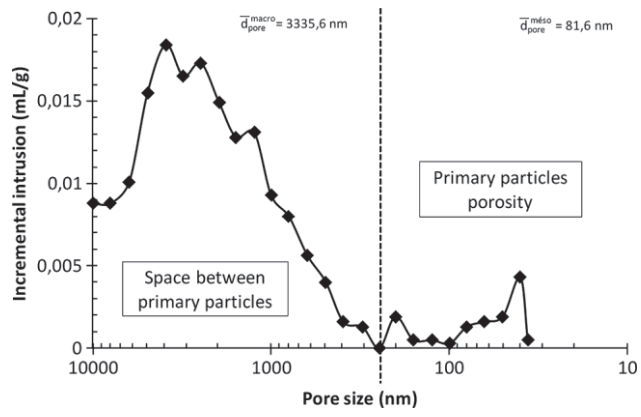 0,02
0,015
0,01
0,005
0
Incremental intrusion (mL/g)
d̅pore macro = 3335,6 nm
d̅pore méso = 81,6 nm
Primary particles
porosity
Space between
primary particles
10000
1000
100
10
Pore size (nm)